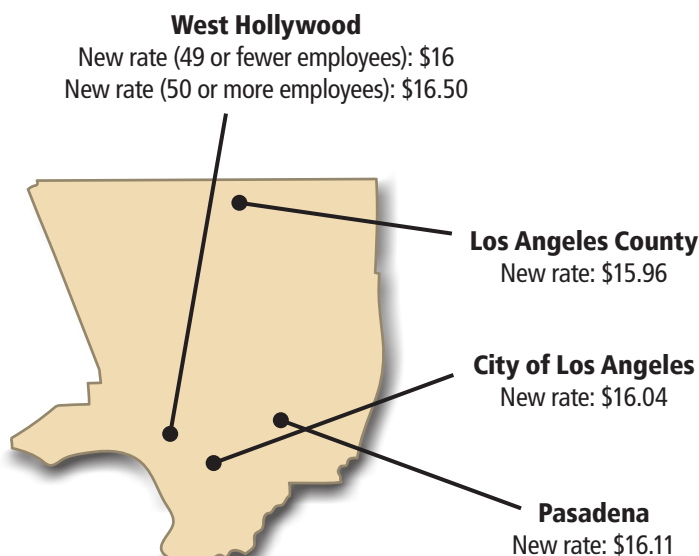 West Hollywood
New rate (49 or fewer employees): $16
New rate (50 or more employees): $16.50
Los Angeles County
New rate: $15.96
City of Los Angeles
New rate: $16.04
Pasadena
New rate: $16.11